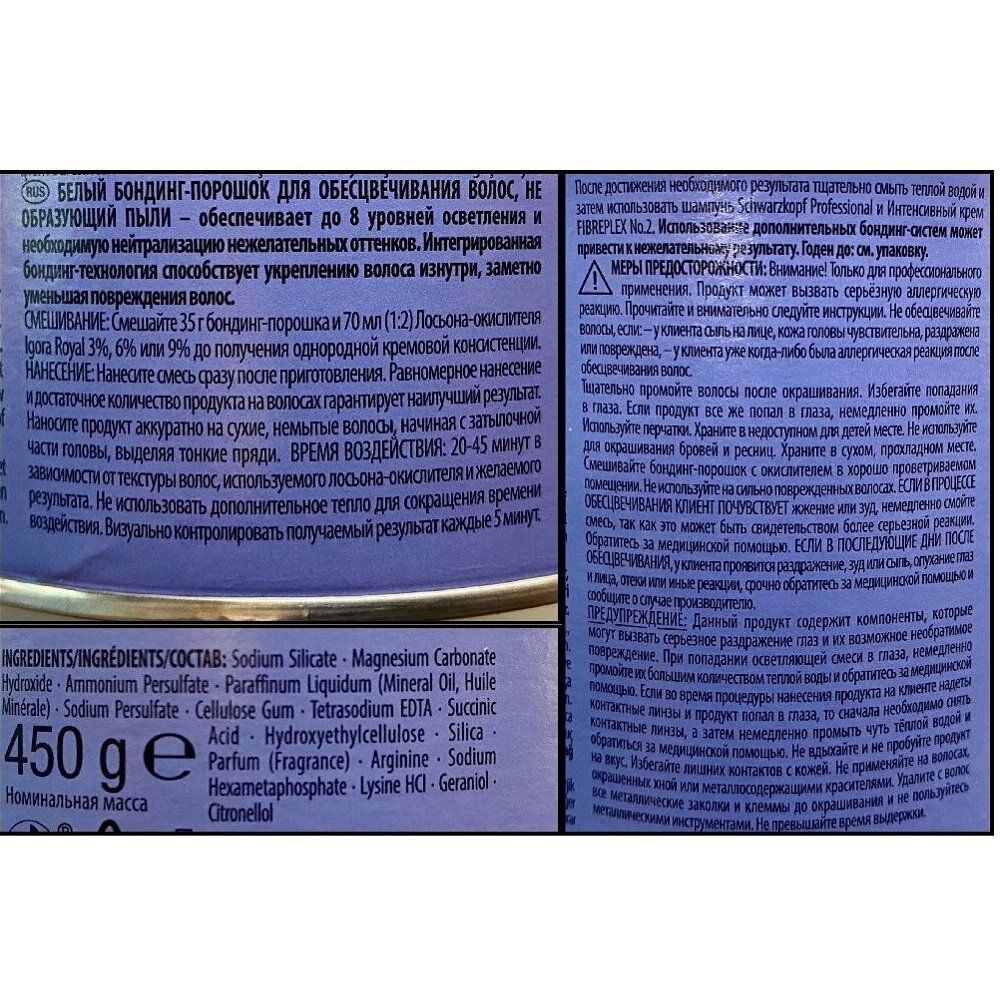 RUS БЕЛЫЙ БОНДИНГ-ПОРОШОК ДЛЯ ОБЕСЦВЕЧИВАНИЯ ВОЛОС, НЕ
ОБРАЗУЮЩИЙ ПЫЛИ – обеспечивает до 8 уровней осветления и
необходимую нейтрализацию нежелательных оттенков. Интегрированная
бондинг-технология способствует укреплению волоса изнутри, заметно
уменьшая повреждения волос.
СМЕШИВАНИЕ: Смешайте 35 г бондинг-порошка и 70 мл (1:2) Лосьона-окислителя
Igora Royal 3%, 6% или 9% до получения однородной кремовой консистенции.
НАНЕСЕНИЕ: Нанесите смесь сразу после приготовления. Равномерное нанесение
и достаточное количество продукта на волосах гарантирует наилучший результат.
Наносите продукт аккуратно на сухие, немытые волосы, начиная с затылочной
части головы, выделяя тонкие пряди. ВРЕМЯ ВОЗДЕЙСТВИЯ: 20-45 минут в
зависимости от текстуры волос, используемого лосьона-окислителя и желаемого
результата. Не использовать дополнительное тепло для сокращения времени
воздействия. Визуально контролировать получаемый результат каждые 5 минут.
INGREDIENTS/INGRÉDIENTS/СОСТАВ: Sodium Silicate · Magnesium Carbonate
Hydroxide · Ammonium Persulfate · Paraffinum Liquidum (Mineral Oil, Huile
Minérale) · Sodium Persulfate · Cellulose Gum · Tetrasodium EDTA · Succinic
Acid · Hydroxyethylcellulose · Silica ·
Parfum (Fragrance) · Arginine · Sodium
Hexametaphosphate · Lysine HCl · Geraniol ·
Citronellol
450 g e
Номинальная масса
После достижения необходимого результата тщательно смыть теплой водой и
затем использовать шампунь Schwarzkopf Professional и Интенсивный крем
FIBREPLEX No.2. Использование дополнительных бондинг-систем может
привести к нежелательному результату. Годен до: см. упаковку.
МЕРЫ ПРЕДОСТОРОЖНОСТИ: Внимание! Только для профессионального
применения. Продукт может вызвать серьёзную аллергическую
реакцию. Прочитайте и внимательно следуйте инструкции. Не обесцвечивайте
волосы, если: – у клиента сыпь на лице, кожа головы чувствительна, раздражена
или повреждена, – у клиента уже когда-либо была аллергическая реакция после
обесцвечивания волос.
Тщательно промойте волосы после окрашивания. Избегайте попадания
в глаза. Если продукт все же попал в глаза, немедленно промойте их.
Используйте перчатки. Храните в недоступном для детей месте. Не используйте
для окрашивания бровей и ресниц. Храните в сухом, прохладном месте.
Смешивайте бондинг-порошок с окислителем в хорошо проветриваемом
помещении. Не используйте на сильно поврежденных волосах. ЕСЛИ В ПРОЦЕССЕ
ОБЕСЦВЕЧИВАНИЯ КЛИЕНТ ПОЧУВСТВУЕТ жжение или зуд, немедленно смойте
смесь, так как это может быть свидетельством более серьезной реакции.
Обратитесь за медицинской помощью. ЕСЛИ В ПОСЛЕДУЮЩИЕ ДНИ ПОСЛЕ
ОБЕСЦВЕЧИВАНИЯ, у клиента проявится раздражение, зуд или сыпь, опухание глаз
и лица, отеки или иные реакции, срочно обратитесь за медицинской помощью и
сообщите о случае производителю.
ПРЕДУПРЕЖДЕНИЕ: Данный продукт содержит компоненты, которые
могут вызвать серьезное раздражение глаз и их возможное необратимое
повреждение. При попадании осветляющей смеси в глаза, немедленно
промойте их большим количеством теплой воды и обратитесь за медицинской
помощью. Если во время процедуры нанесения продукта на клиенте надеты
контактные линзы и продукт попал в глаза, то сначала необходимо снять
контактные линзы, а затем немедленно промыть чуть тёплой водой и
обратиться за медицинской помощью. Не вдыхайте и не пробуйте продукт
на вкус. Избегайте лишних контактов с кожей. Не применяйте на волосах,
окрашенных хной или металлосодержащими красителями. Удалите с волос
все металлические заколки и клеммы до окрашивания и не пользуйтесь
металлическими инструментами. Не превышайте время выдержки.